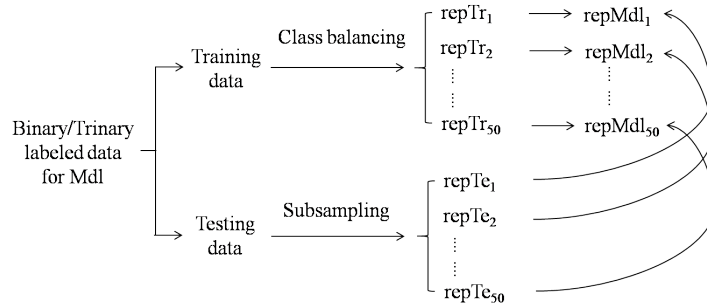 Binary/Trinary
labeled data
for Mdl
Training
data
Class balancing
repTr1
repMdl1
repTr2
repMdl2
repTr50
repMdl50
Testing
data
Subsampling
repTe1
repTe2
repTe50